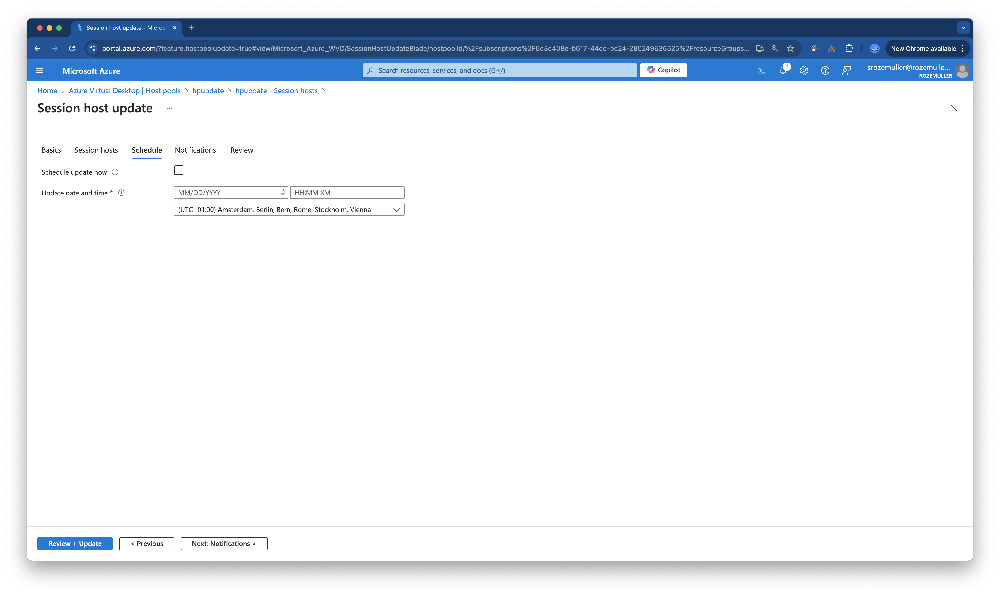 Session host update - Micros
portal.azure.com/?feature.hostpoolupdate=true#view/Microsoft_Azure_WVD/SessionHostUpdateBlade/hostpoolId/%2Fsubscriptions%2F6d3c408e-b617-44ed-bc24-280249636525%2FresourceGroups...
New Chrome available
Microsoft Azure
Search resources, services, and docs (G+/)
Copilot
1
srozemuller@rozemulle...
ROZEMULLER
Home > Azure Virtual Desktop | Host pools > hpupdate > hpupdate - Session hosts >
Session host update ...
Basics Session hosts Schedule Notifications Review
Schedule update now
Update date and time *
MM/DD/YYYY
HH:MM XM
(UTC+01:00) Amsterdam, Berlin, Bern, Rome, Stockholm, Vienna
Review + Update
< Previous
Next: Notifications >